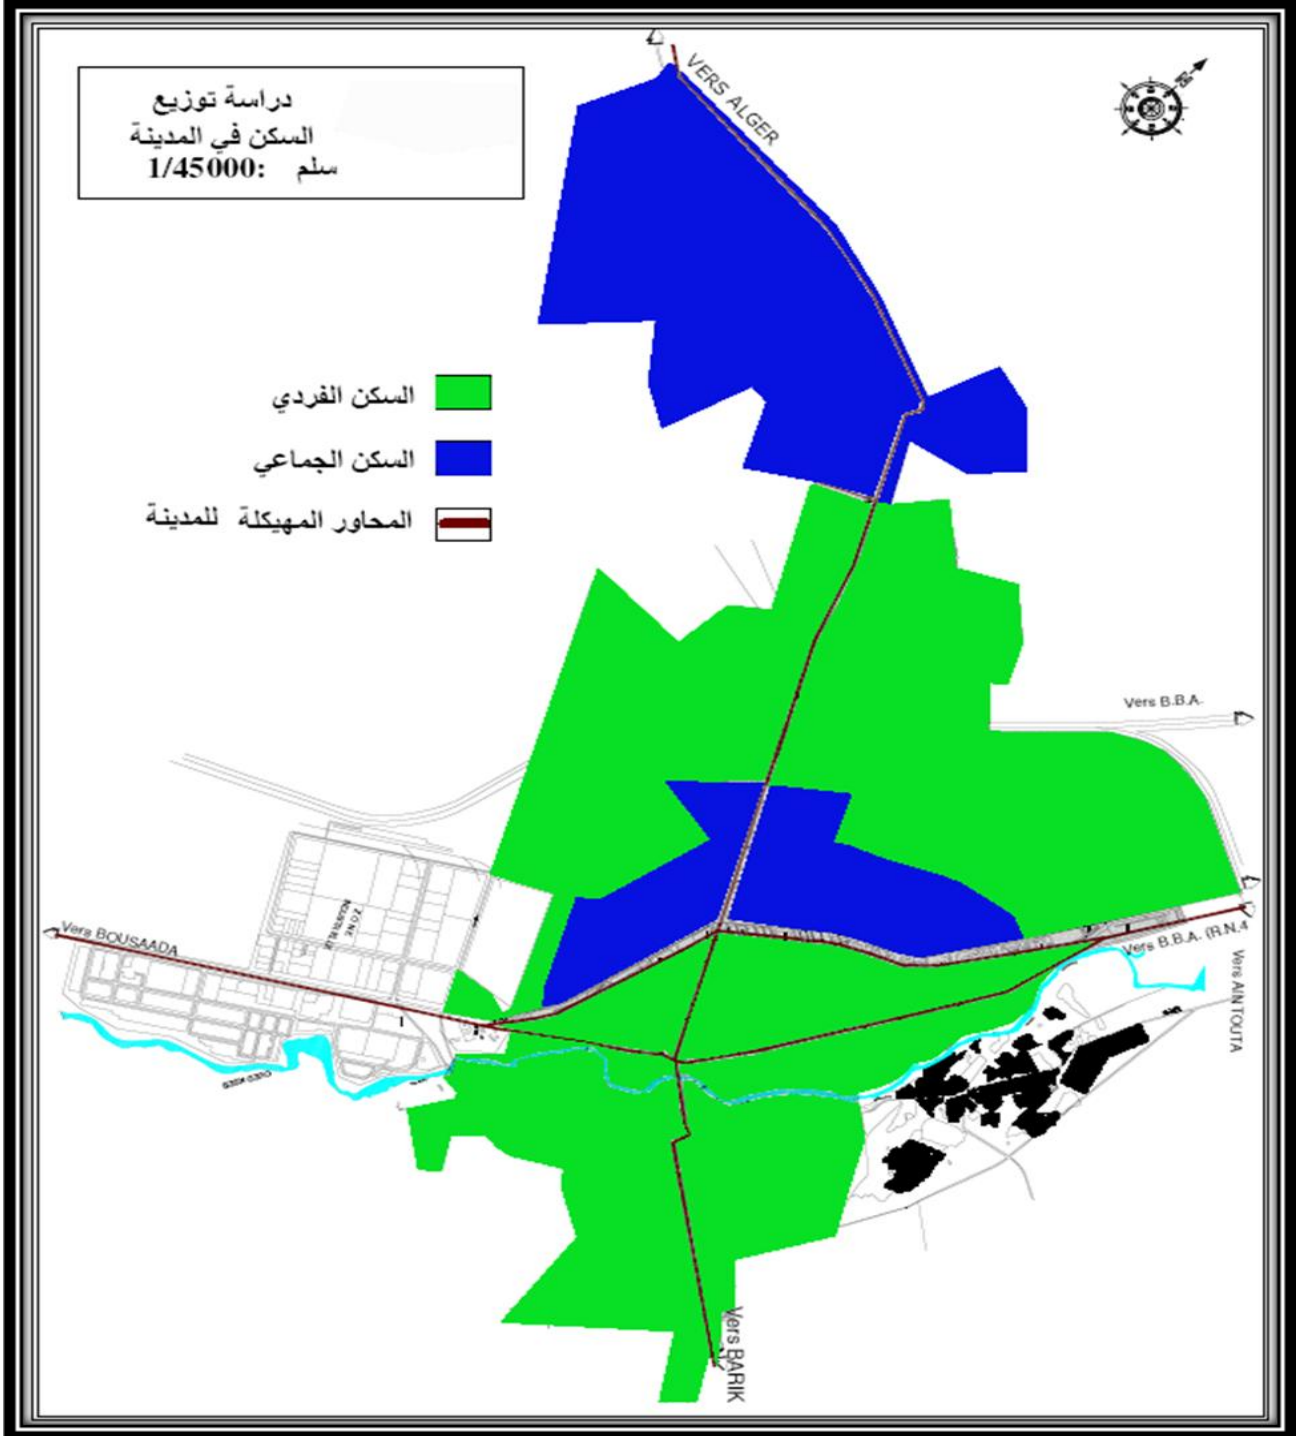 دراسة توزيع
السكن في المدينة
سلم :1/45000
VERS ALGER
السكن الفردي
السكن الجماعي
المحاور المهيكلة للمدينة
Vers B.B.A.
ZONE
Vers BOUSAADA
Vers B.B.A. (R.N.4
Vers AIN TOUTA
Vers BARIK